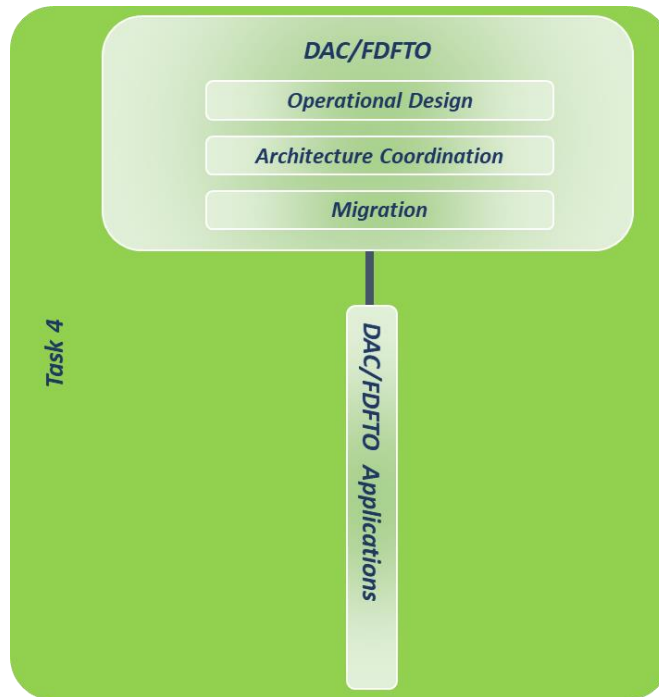 DAC/FDFTO
Operational Design
Architecture Coordination
Migration
Task 4
DAC/FDFTO Applications